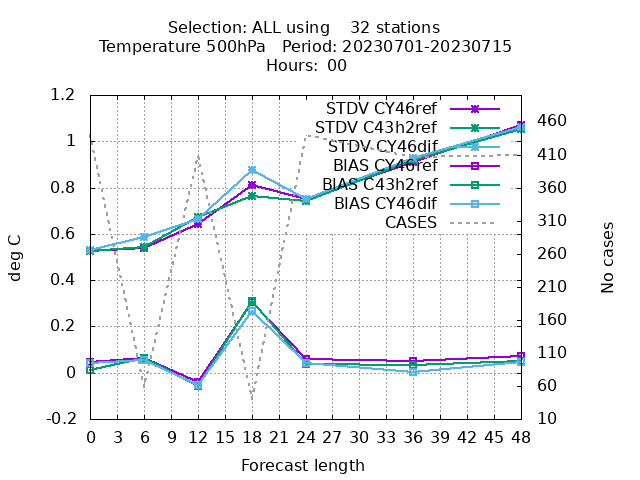 Selection: ALL using    32 stations
Temperature 500hPa   Period: 20230701-20230715
Hours: 00
1.2
1
0.8
0.6
0.4
0.2
0
-0.2
deg C
STDV CY46ref
STDV C43h2ref
STDV CY46dif
BIAS CY46ref
BIAS C43h2ref
BIAS CY46dif
CASES
460
410
360
310
260
210
160
110
60
10
No cases
0 3 6 9 12 15 18 21 24 27 30 33 36 39 42 45 48
Forecast length